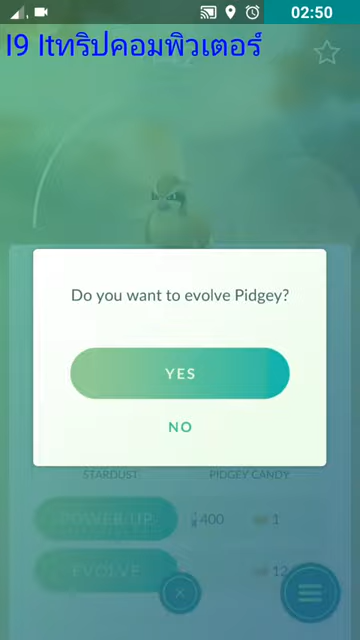 02:50
I9 Itทริปคอมพิวเตอร์
Do you want to evolve Pidgey?
YES
NO
STARDUST
PIDGEY CANDY
POWER UP
400
1
EVOLVE
12